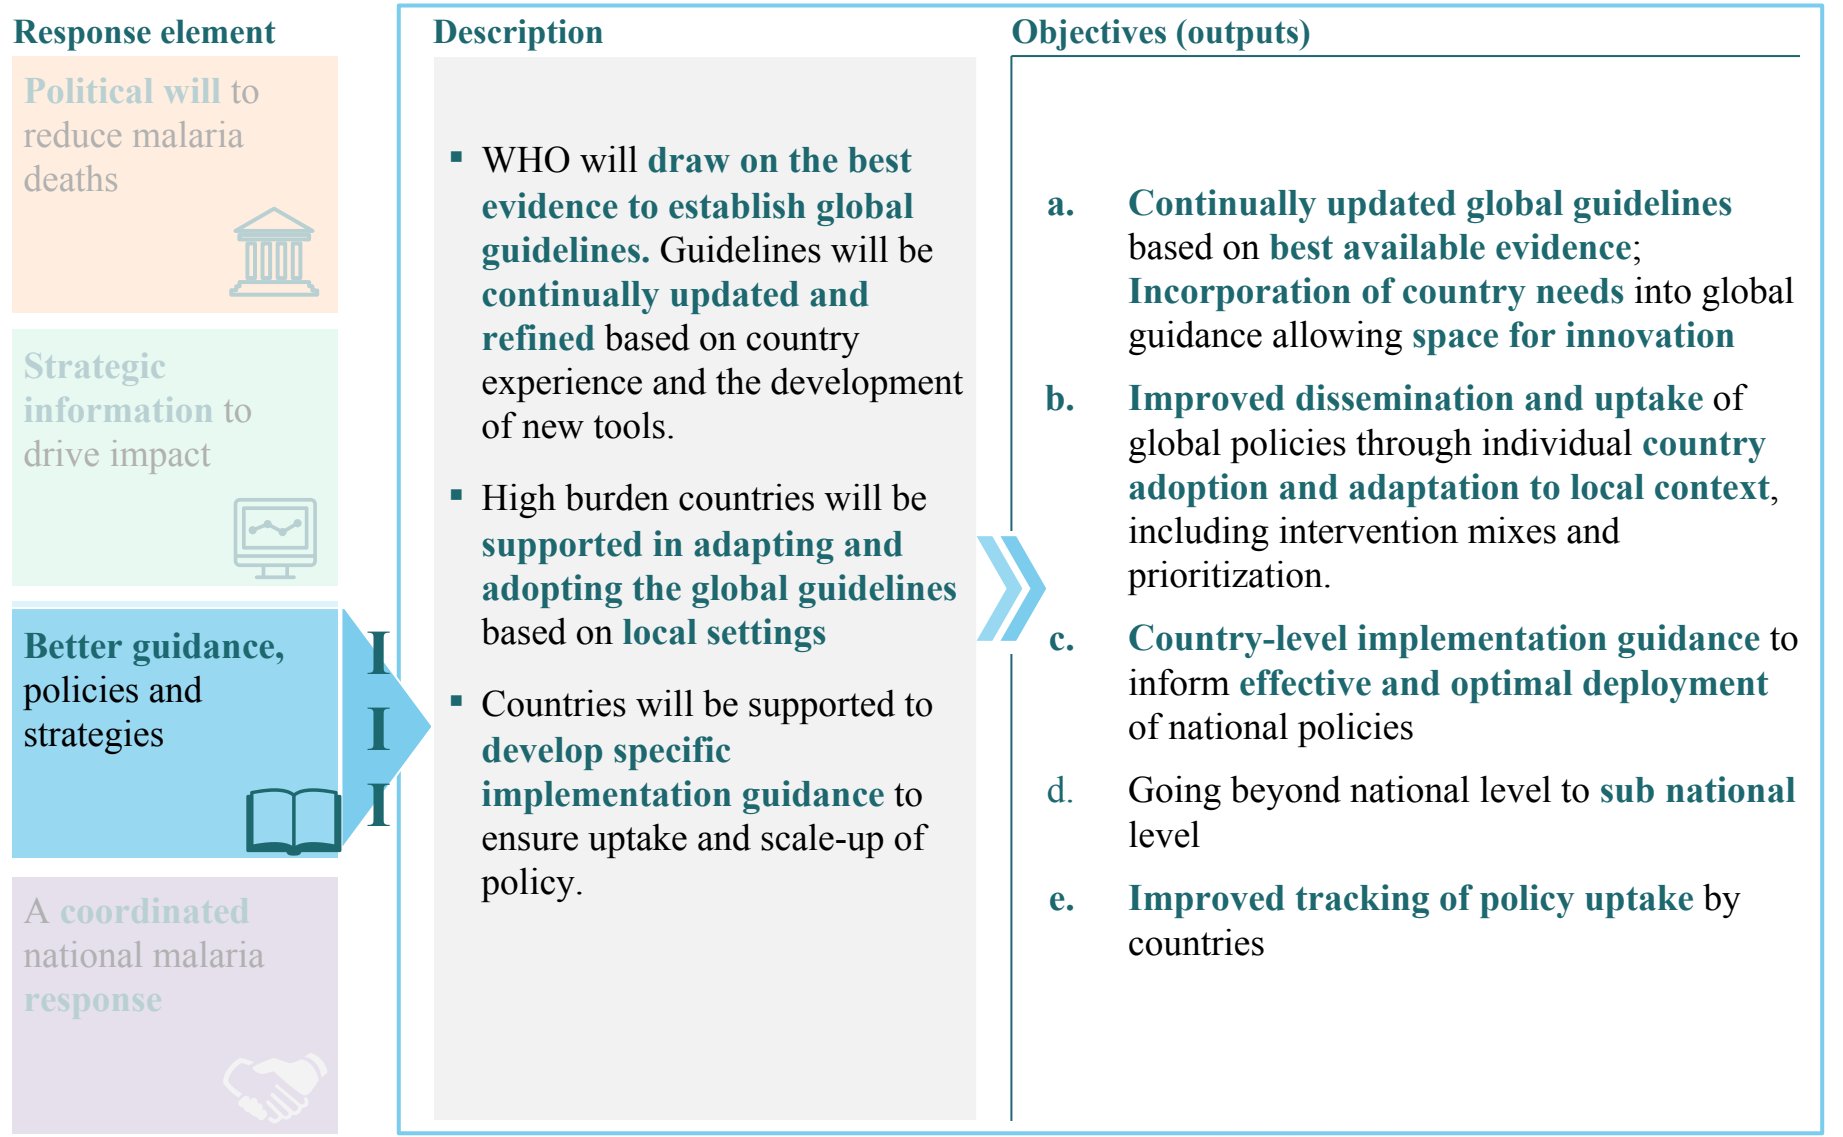 Response element
Political will to
reduce malaria
deaths
Strategic
information to
drive impact
Better guidance,
policies and
strategies
I
I
I
A coordinated
national malaria
response
Description
▪ WHO will draw on the best
evidence to establish global
guidelines. Guidelines will be
continually updated and
refined based on country
experience and the development
of new tools.
▪ High burden countries will be
supported in adapting and
adopting the global guidelines
based on local settings
▪ Countries will be supported to
develop specific
implementation guidance to
ensure uptake and scale-up of
policy.
Objectives (outputs)
a. Continually updated global guidelines
based on best available evidence;
Incorporation of country needs into global
guidance allowing space for innovation
b. Improved dissemination and uptake of
global policies through individual country
adoption and adaptation to local context,
including intervention mixes and
prioritization.
c. Country-level implementation guidance to
inform effective and optimal deployment
of national policies
d. Going beyond national level to sub national
level
e. Improved tracking of policy uptake by
countries